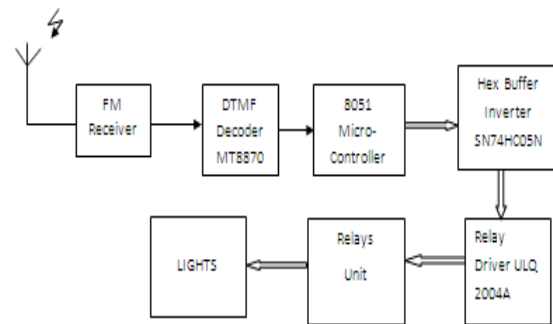 FM
Receiver
DTMF
Decoder
MT8870
8051
Micro-
Controller
Hex Buffer
Inverter
SN74HC05N
LIGHTS
Relays
Unit
Relay
Driver ULQ
2004A